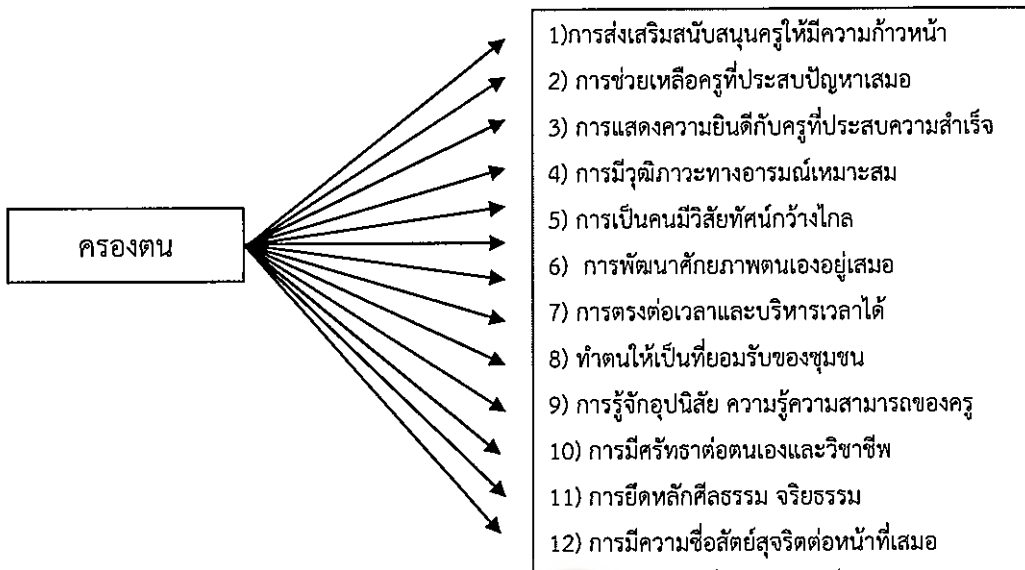 ครองตน
1)การส่งเสริมสนับสนุนครูให้มีความก้าวหน้า
2) การช่วยเหลือครูที่ประสบปัญหาเสมอ
3) การแสดงความยินดีกับครูที่ประสบความสำเร็จ
4) การมีวุฒิภาวะทางอารมณ์เหมาะสม
5) การเป็นคนมีวิสัยทัศน์กว้างไกล
6) การพัฒนาศักยภาพตนเองอยู่เสมอ
7) การตรงต่อเวลาและบริหารเวลาได้
8) ทำตนให้เป็นที่ยอมรับของชุมชน
9) การรู้จักอุปนิสัย ความรู้ความสามารถของครู
10) การมีศรัทธาต่อตนเองและวิชาชีพ
11) การยึดหลักศีลธรรม จริยธรรม
12) การมีความซื่อสัตย์สุจริตต่อหน้าที่เสมอ